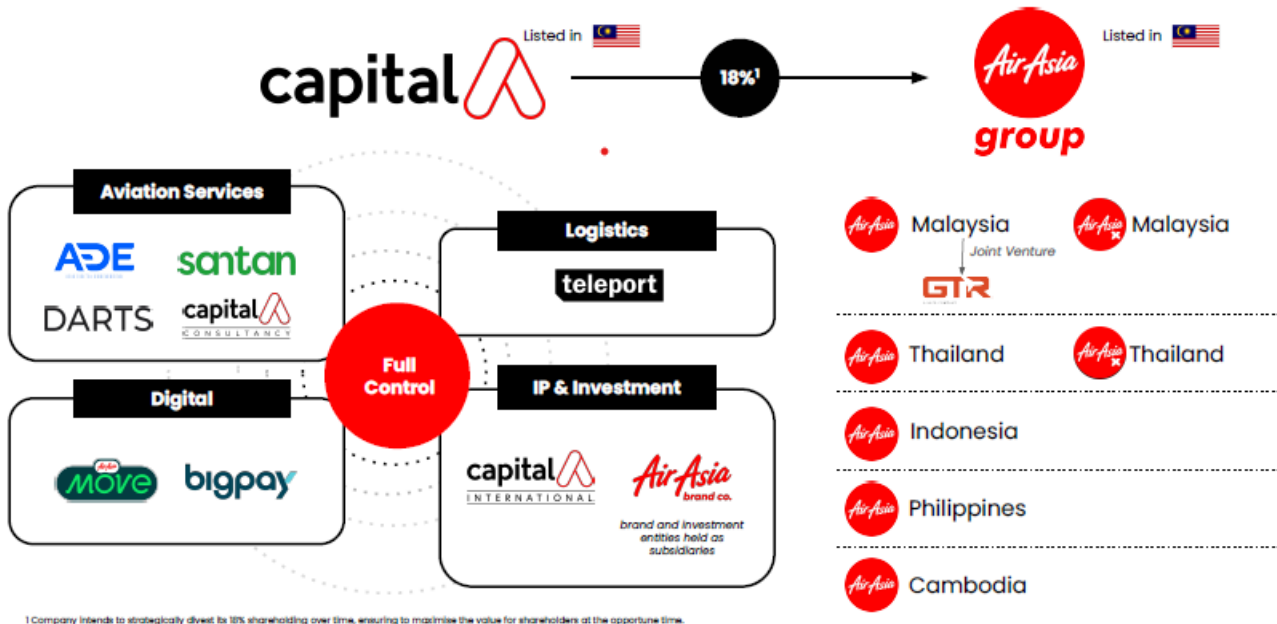 Listed in
capital A
18%¹
Listed in
AirAsia
group
Aviation Services
ADE
santan
DARTS
capital A
CONSULTANCY
Logistics
teleport
Full
Control
Digital
AirAsia
move
bigpay
IP & Investment
capital A
INTERNATIONAL
AirAsia
brand co.
brand and investment
entities held as
subsidiaries
AirAsia Malaysia
AirAsia X Malaysia
Joint Venture
GTR
AirAsia Thailand
AirAsia X Thailand
AirAsia Indonesia
AirAsia Philippines
AirAsia Cambodia
1 Company intends to strategically divest its 18% shareholding over time, ensuring to maximise the value for shareholders at the opportune time.